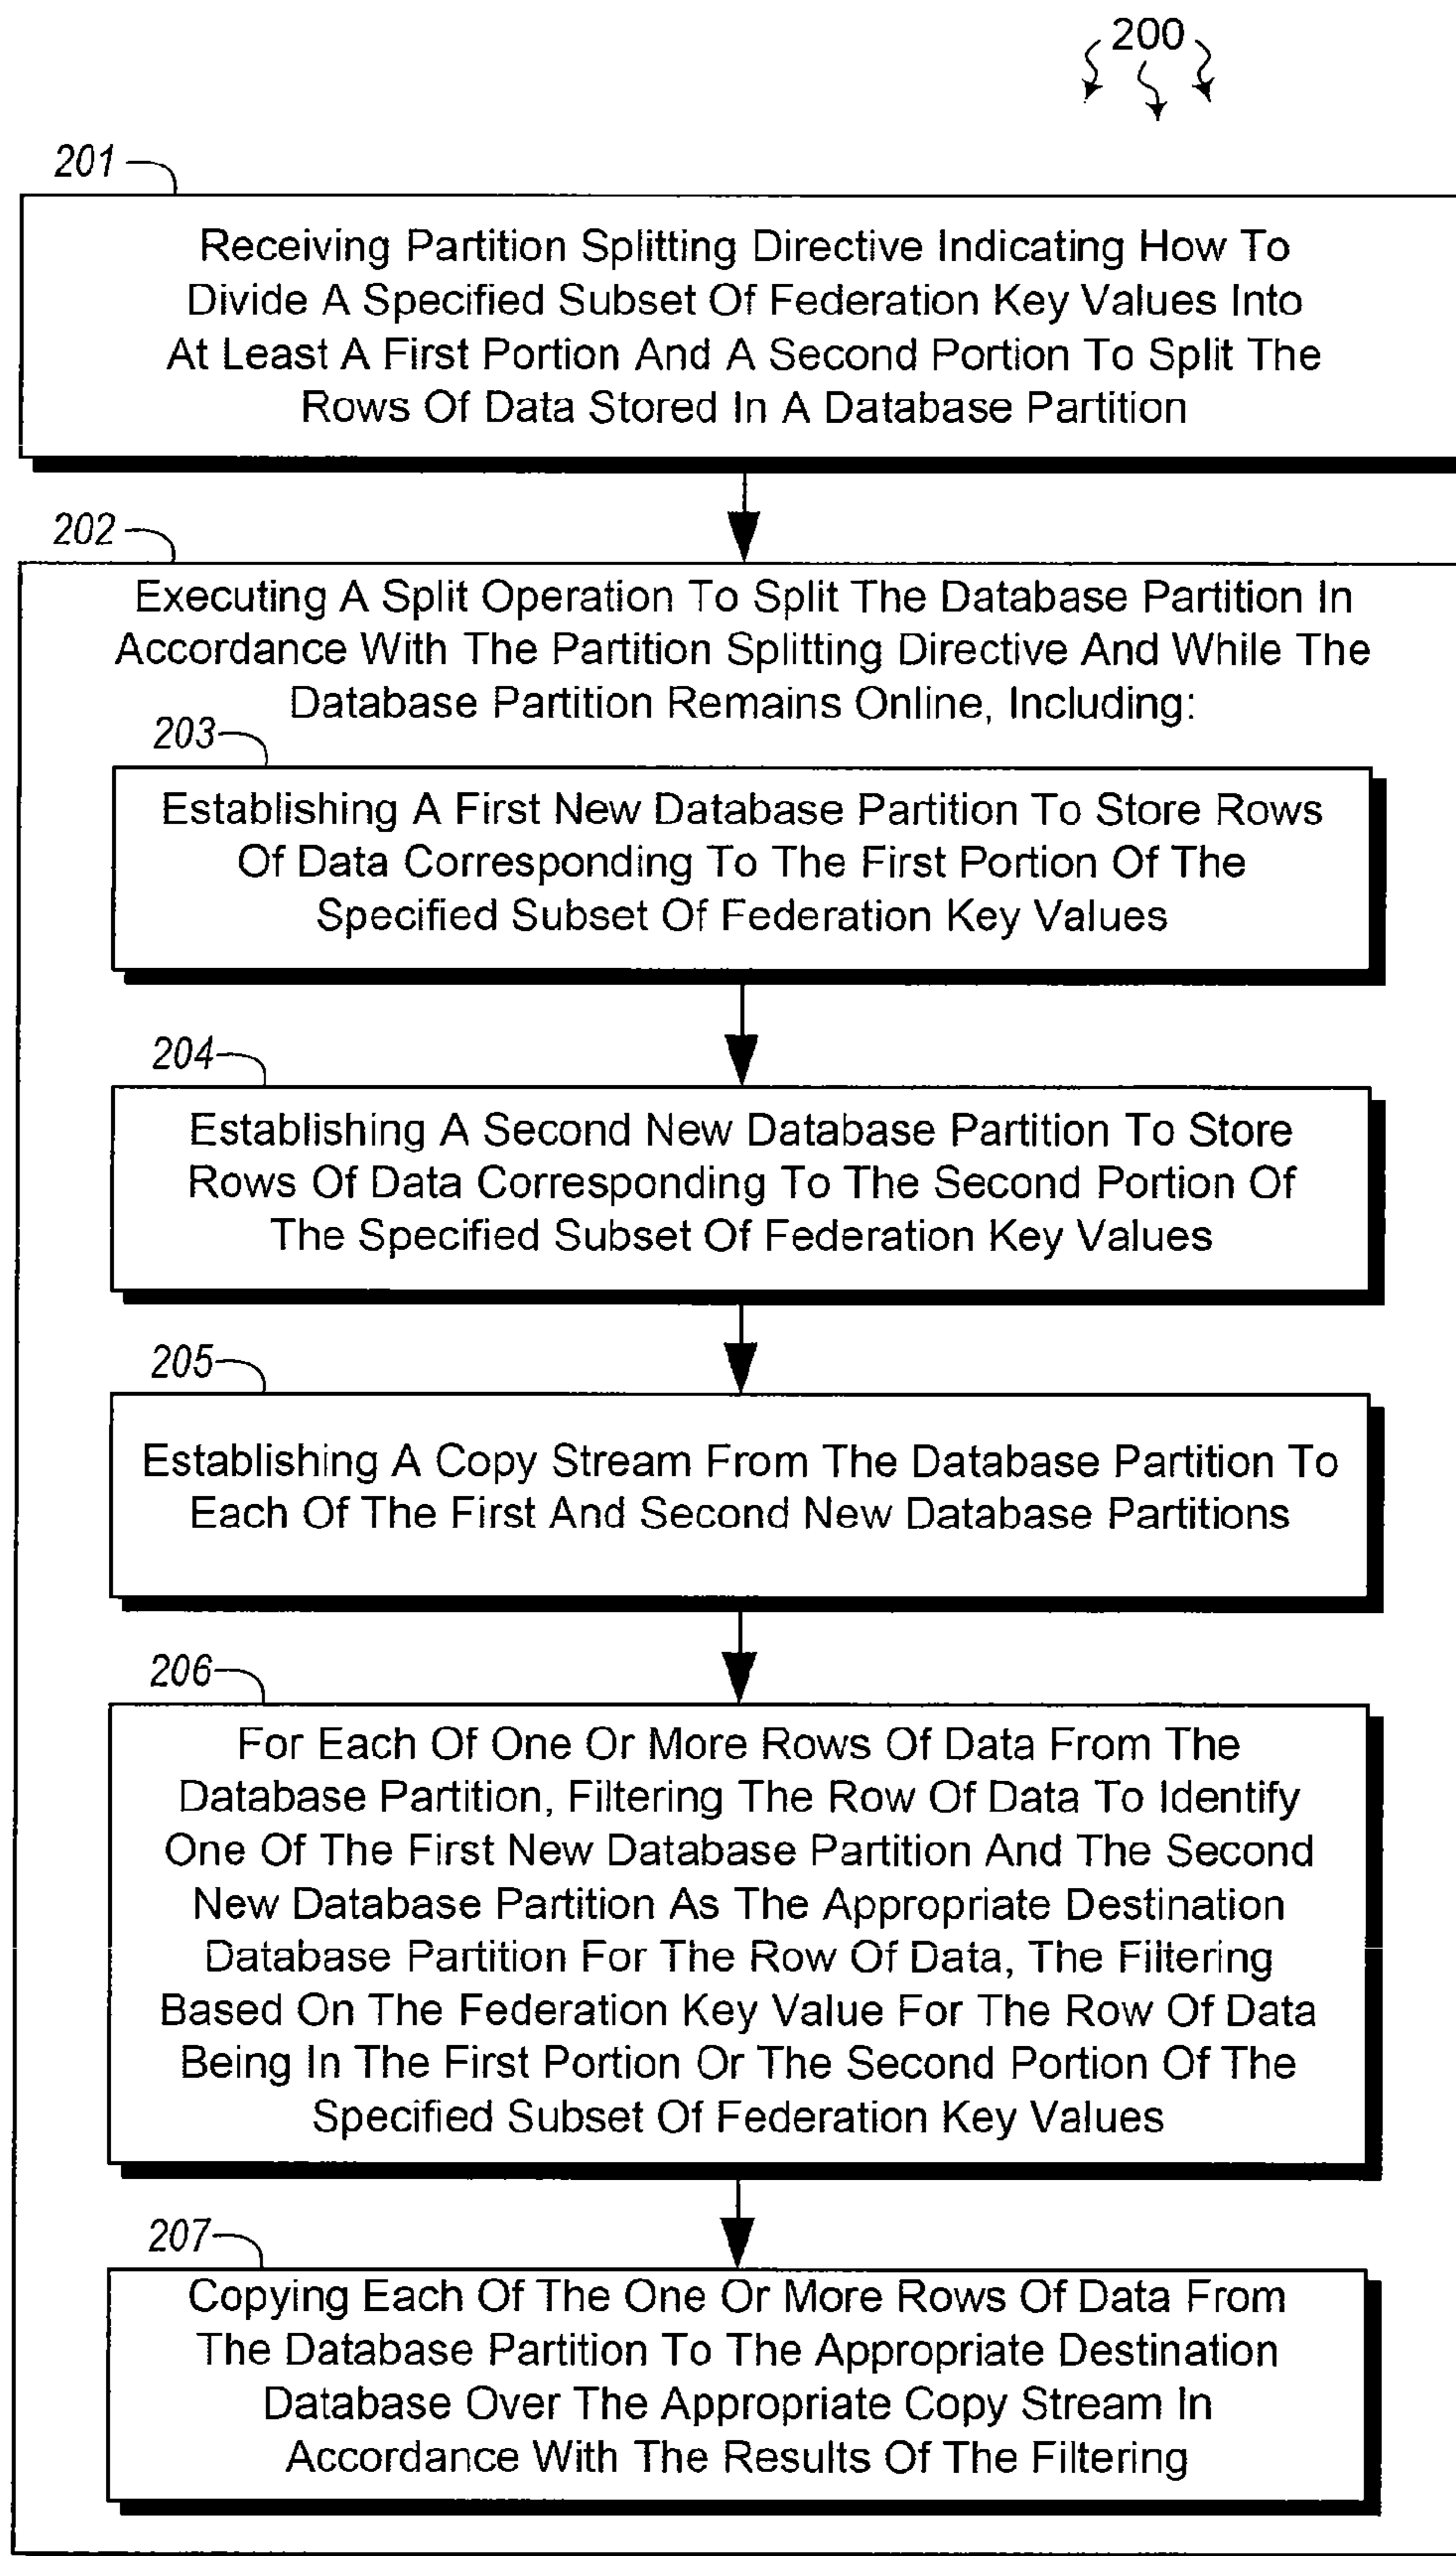 200
201
Receiving Partition Splitting Directive Indicating How To
Divide A Specified Subset Of Federation Key Values Into
At Least A First Portion And A Second Portion To Split The
Rows Of Data Stored In A Database Partition
202
Executing A Split Operation To Split The Database Partition In
Accordance With The Partition Splitting Directive And While The
Database Partition Remains Online, Including:
203
Establishing A First New Database Partition To Store Rows
Of Data Corresponding To The First Portion Of The
Specified Subset Of Federation Key Values
204
Establishing A Second New Database Partition To Store
Rows Of Data Corresponding To The Second Portion Of
The Specified Subset Of Federation Key Values
205
Establishing A Copy Stream From The Database Partition To
Each Of The First And Second New Database Partitions
206
For Each Of One Or More Rows Of Data From The
Database Partition, Filtering The Row Of Data To Identify
One Of The First New Database Partition And The Second
New Database Partition As The Appropriate Destination
Database Partition For The Row Of Data, The Filtering
Based On The Federation Key Value For The Row Of Data
Being In The First Portion Or The Second Portion Of The
Specified Subset Of Federation Key Values
207
Copying Each Of The One Or More Rows Of Data From
The Database Partition To The Appropriate Destination
Database Over The Appropriate Copy Stream In
Accordance With The Results Of The Filtering